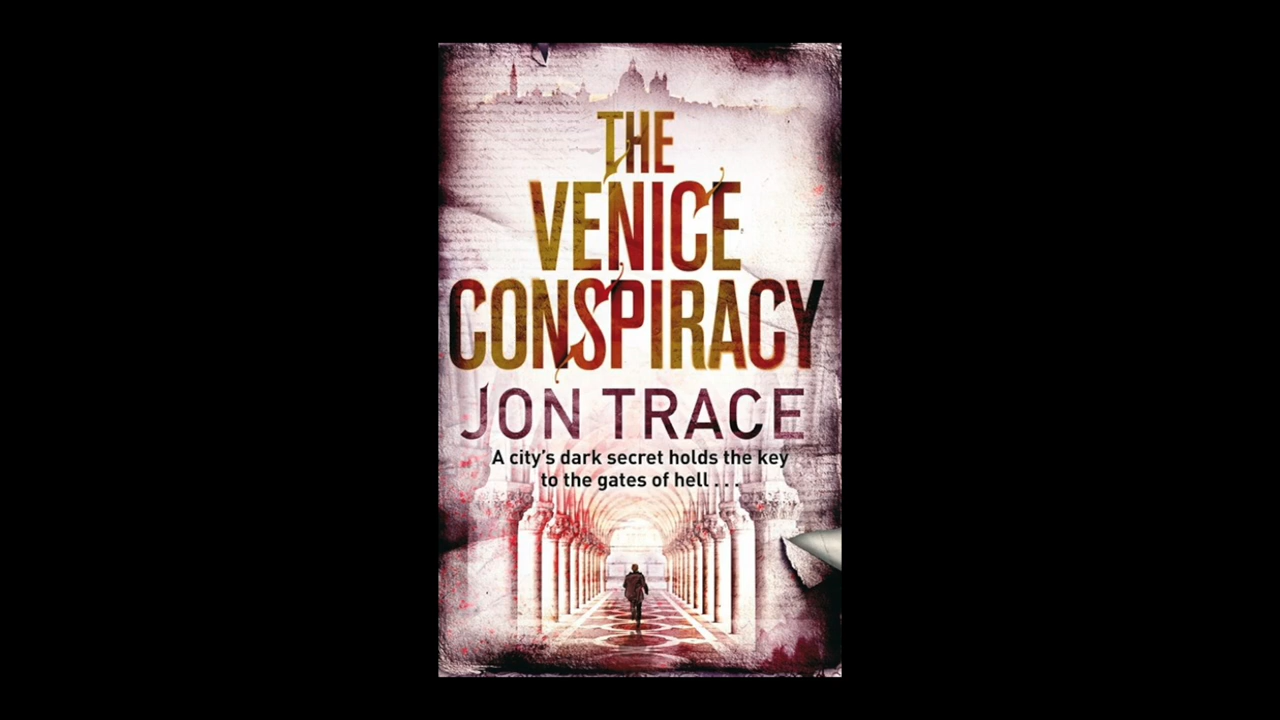 THE
VENICE
CONSPIRACY
JON TRACE
A city's dark secret holds the key
to the gates of hell . . .